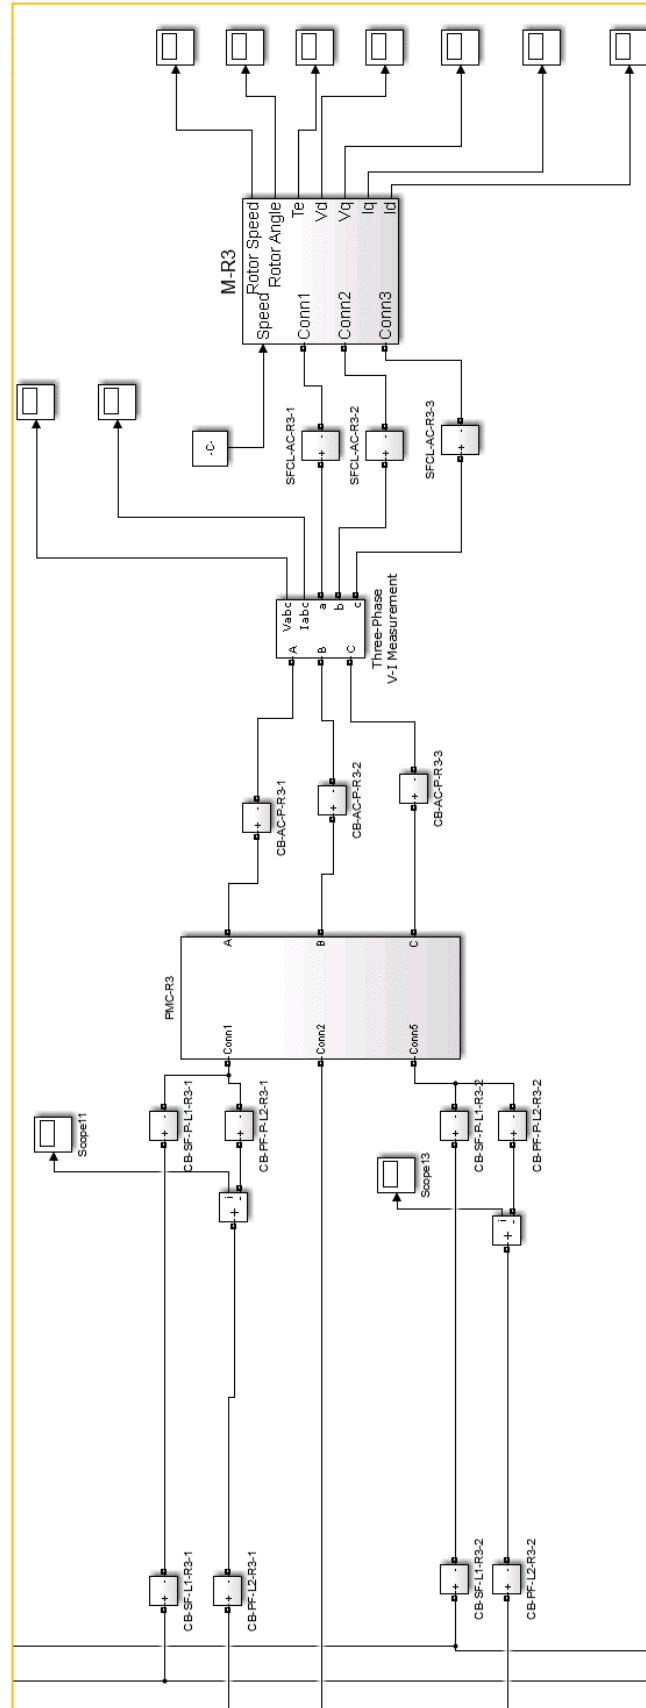 M-R3
Rotor Speed
Rotor Angle
Te
Vd
Vq
Iq
Id
Speed
Conn1
Conn2
Conn3
-C-
+ -
SFCL-AC-R3-1
+ -
SFCL-AC-R3-2
+ -
SFCL-AC-R3-3
Vabc
Iabc
a
b
c
A
B
C
Three-Phase
V-I Measurement
+ -
CB-AC-P-R3-1
+ -
CB-AC-P-R3-2
+ -
CB-AC-P-R3-3
PMC-R3
A
B
C
Conn1
Conn2
Conn5
Scope11
+ -
CB-SF-P-L1-R3-1
+ -
CB-PF-P-L2-R3-1
+ i -
Scope13
+ -
CB-SF-P-L1-R3-2
+ -
CB-PF-P-L2-R3-2
+ i -
+ -
CB-SF-L1-R3-1
+ -
CB-PF-L2-R3-1
+ -
CB-SF-L1-R3-2
+ -
CB-PF-L2-R3-2